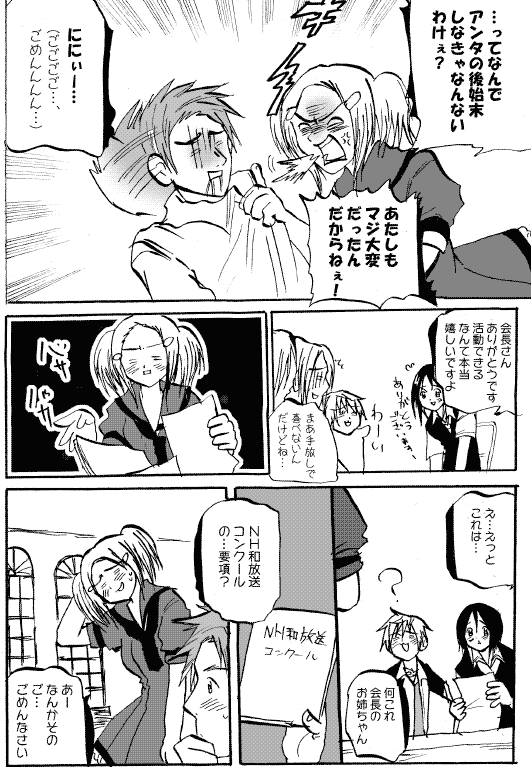 …ってなんで
アンタの後始末
しなきゃなんない
わけぇ？
ににぃー…
(ごごごご…、
ごめんんんん…)
あたしも
マジ大変
だったん
だからねぇ！
会長さん
ありがとうです
活動できる
なんて本当
嬉しいですよ
ありがとう
わーい
まあ手放しで
喜べないん
だけどね…
え…えっと
これは…
何これ
会長の
お姉ちゃん
NH和放送
コンクール
NH和放送
コンクール
の…要項？
あー
なんかその
ご…
ごめんなさい